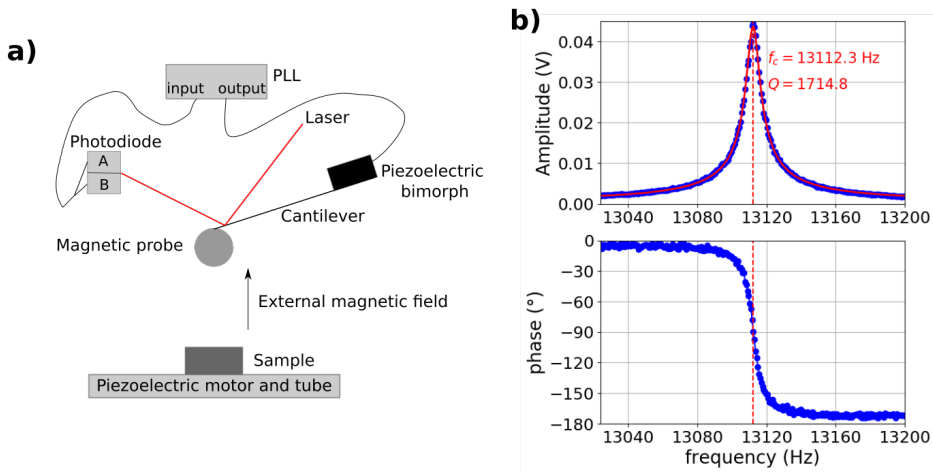 a)
PLL
input output
Laser
Photodiode
A
B
Piezoelectric
bimorph
Cantilever
Magnetic probe
External magnetic field
Sample
Piezoelectric motor and tube
b)
Amplitude (V)
0.04
0.03
0.02
0.01
0.00
f_c = 13112.3 Hz
Q = 1714.8
13040 13080 13120 13160 13200
phase (°)
0
−30
−60
−90
−120
−150
−180
13040 13080 13120 13160 13200
frequency (Hz)